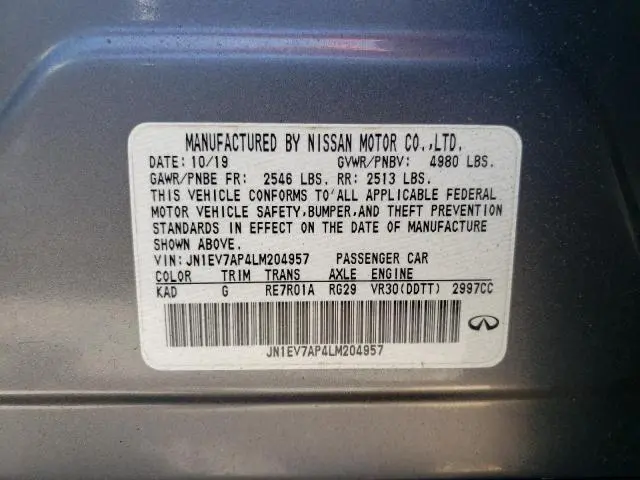 MANUFACTURED BY NISSAN MOTOR CO.,LTD.
DATE: 10/19 GVWR/PNBV: 4980 LBS.
GAWR/PNBE FR: 2546 LBS. RR: 2513 LBS.
THIS VEHICLE CONFORMS TO ALL APPLICABLE FEDERAL
MOTOR VEHICLE SAFETY,BUMPER,AND THEFT PREVENTION
STANDARDS IN EFFECT ON THE DATE OF MANUFACTURE
SHOWN ABOVE.
VIN: JN1EV7AP4LM204957 PASSENGER CAR
COLOR TRIM TRANS AXLE ENGINE
KAD G RE7R01A RG29 VR30(DDTT) 2997CC
JN1EV7AP4LM204957